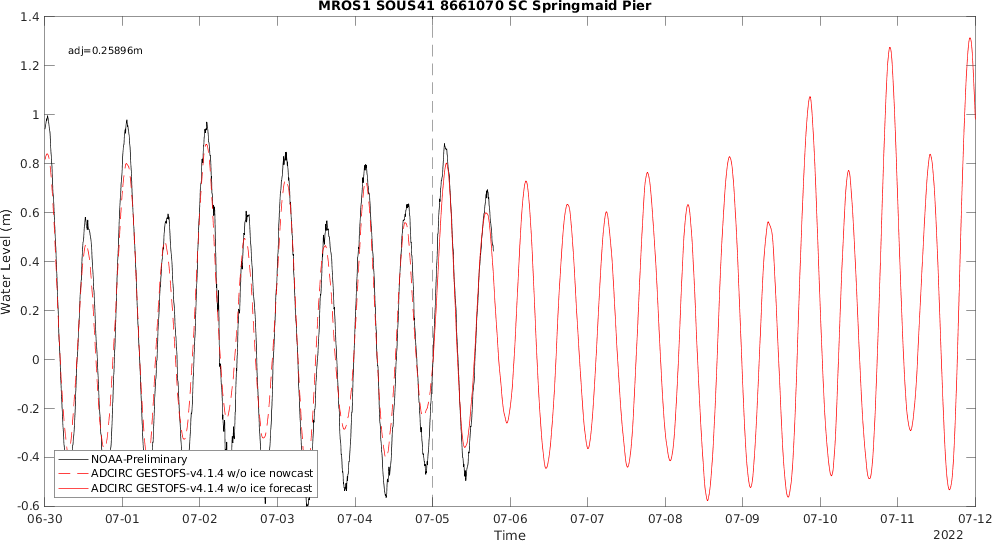 MROS1 SOUS41 8661070 SC Springmaid Pier
adj=0.25896m
Water Level (m)
1.4
1.2
1
0.8
0.6
0.4
0.2
0
-0.2
-0.4
-0.6
NOAA-Preliminary
ADCIRC GESTOFS-v4.1.4 w/o ice nowcast
ADCIRC GESTOFS-v4.1.4 w/o ice forecast
06-30 07-01 07-02 07-03 07-04 07-05 07-06 07-07 07-08 07-09 07-10 07-11 07-12
Time
2022